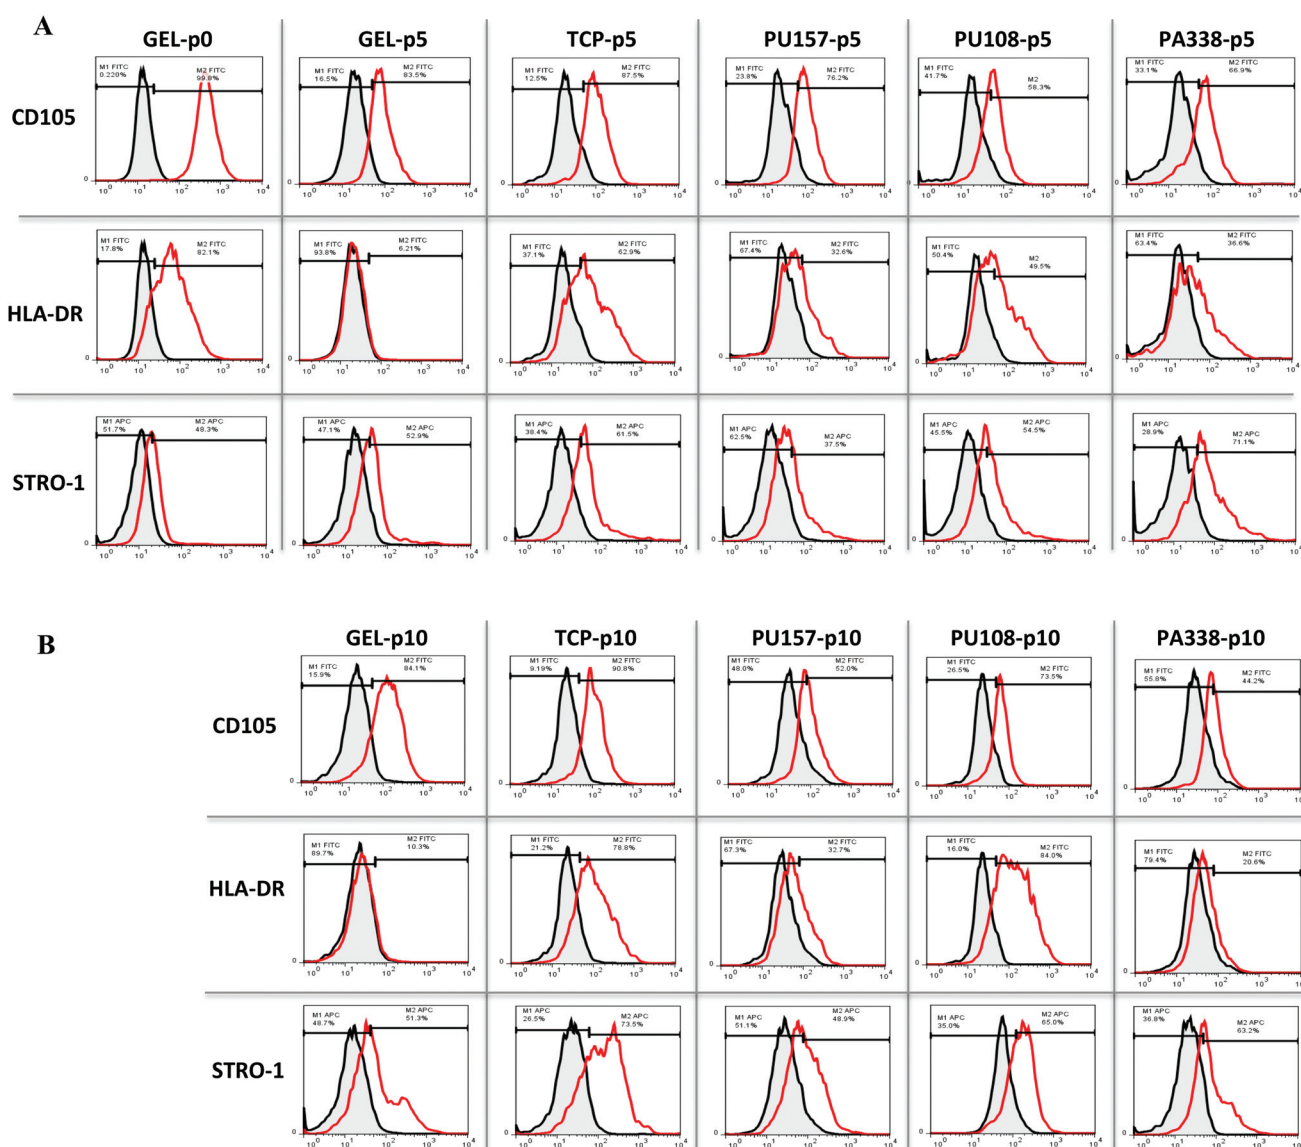 A
GEL-p0 GEL-p5 TCP-p5 PU157-p5 PU108-p5 PA338-p5
CD105
M1 FITC 0.220% M2 FITC 99.8%
M1 FITC 16.5% M2 FITC 83.5%
M1 FITC 12.5% M2 FITC 87.5%
M1 FITC 23.8% M2 FITC 76.2%
M1 FITC 41.7% M2 58.3%
M1 FITC 33.1% M2 FITC 66.9%
HLA-DR
M1 FITC 17.8% M2 FITC 82.1%
M1 FITC 93.8% M2 FITC 6.21%
M1 FITC 37.1% M2 FITC 62.9%
M1 FITC 67.4% M2 FITC 32.6%
M1 FITC 50.4% M2 49.5%
M1 FITC 63.4% M2 FITC 36.6%
STRO-1
M1 APC 51.7% M2 APC 48.3%
M1 APC 47.1% M2 APC 52.9%
M1 APC 38.4% M2 APC 61.5%
M1 APC 62.5% M2 APC 37.5%
M1 APC 45.5% M2 APC 54.5%
M1 APC 28.9% M2 APC 71.1%
B
GEL-p10 TCP-p10 PU157-p10 PU108-p10 PA338-p10
CD105
M1 FITC 15.9% M2 FITC 84.1%
M1 FITC 9.19% M2 FITC 90.8%
M1 FITC 48.0% M2 FITC 52.0%
M1 FITC 26.5% M2 FITC 73.5%
M1 FITC 55.8% M2 FITC 44.2%
HLA-DR
M1 FITC 89.7% M2 FITC 10.3%
M1 FITC 21.2% M2 FITC 78.8%
M1 FITC 67.3% M2 FITC 32.7%
M1 FITC 16.0% M2 FITC 84.0%
M1 FITC 79.4% M2 FITC 20.6%
STRO-1
M1 APC 48.7% M2 APC 51.3%
M1 APC 26.5% M2 APC 73.5%
M1 APC 51.1% M2 APC 48.9%
M1 APC 35.0% M2 APC 65.0%
M1 APC 36.8% M2 APC 63.2%